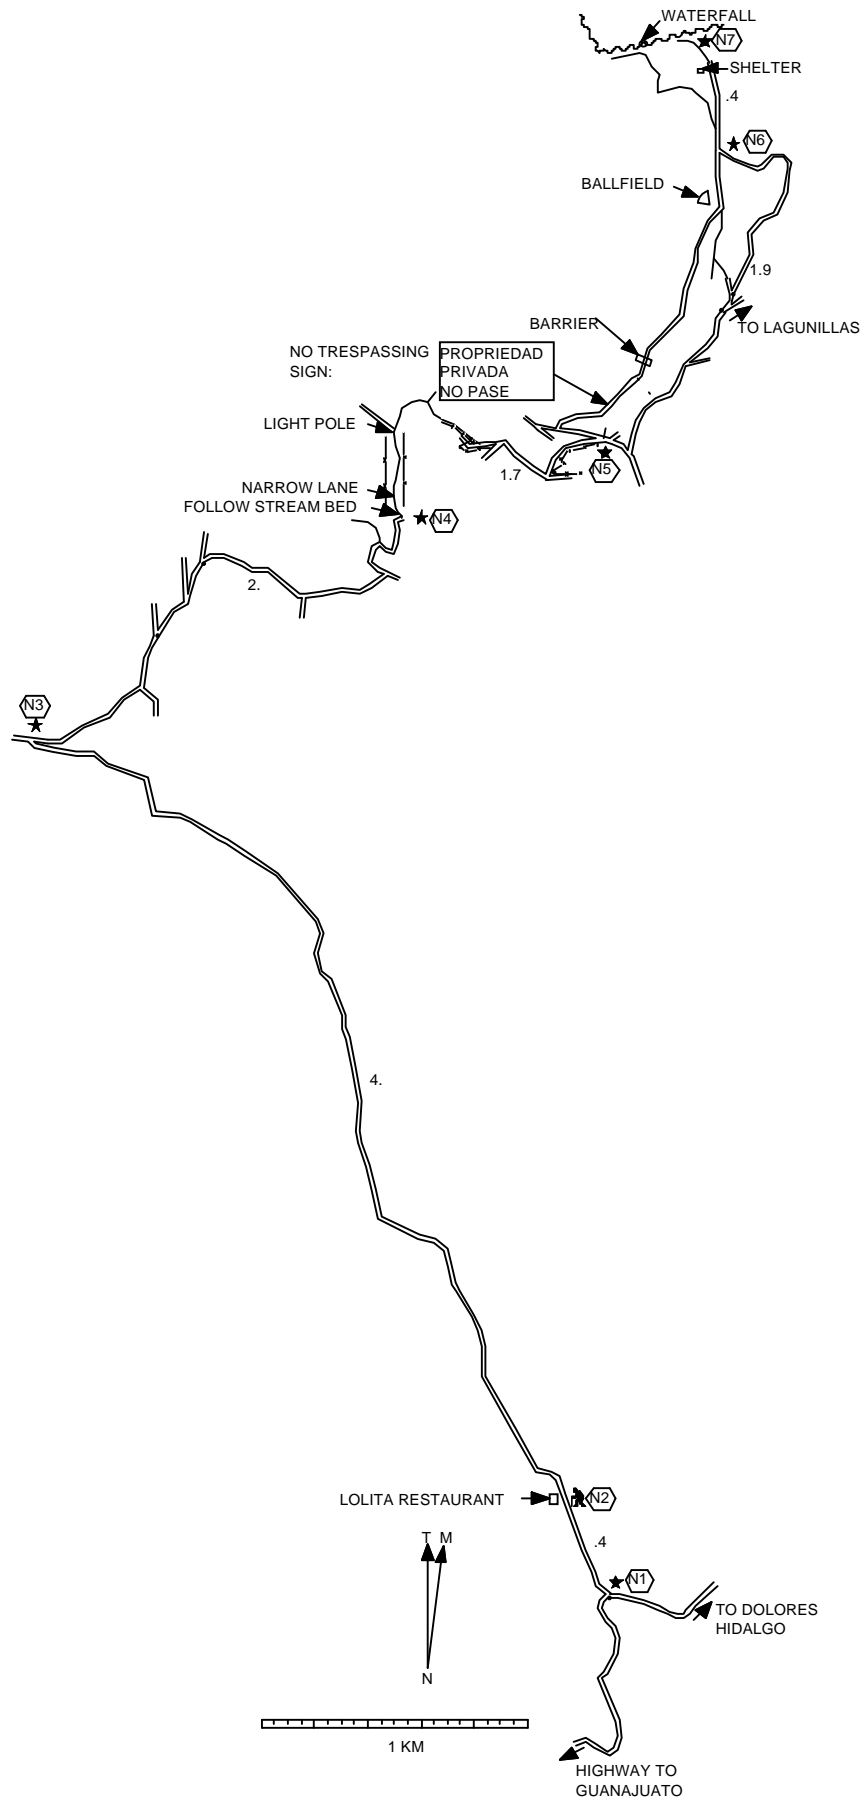 WATERFALL
N7
SHELTER
.4
N6
BALLFIELD
1.9
BARRIER
TO LAGUNILLAS
NO TRESPASSING
SIGN:
PROPRIEDAD
PRIVADA
NO PASE
LIGHT POLE
N5
1.7
NARROW LANE
FOLLOW STREAM BED
N4
2.
N3
4.
LOLITA RESTAURANT
N2
.4
T M
N1
TO DOLORES
HIDALGO
N
1 KM
HIGHWAY TO
GUANAJUATO